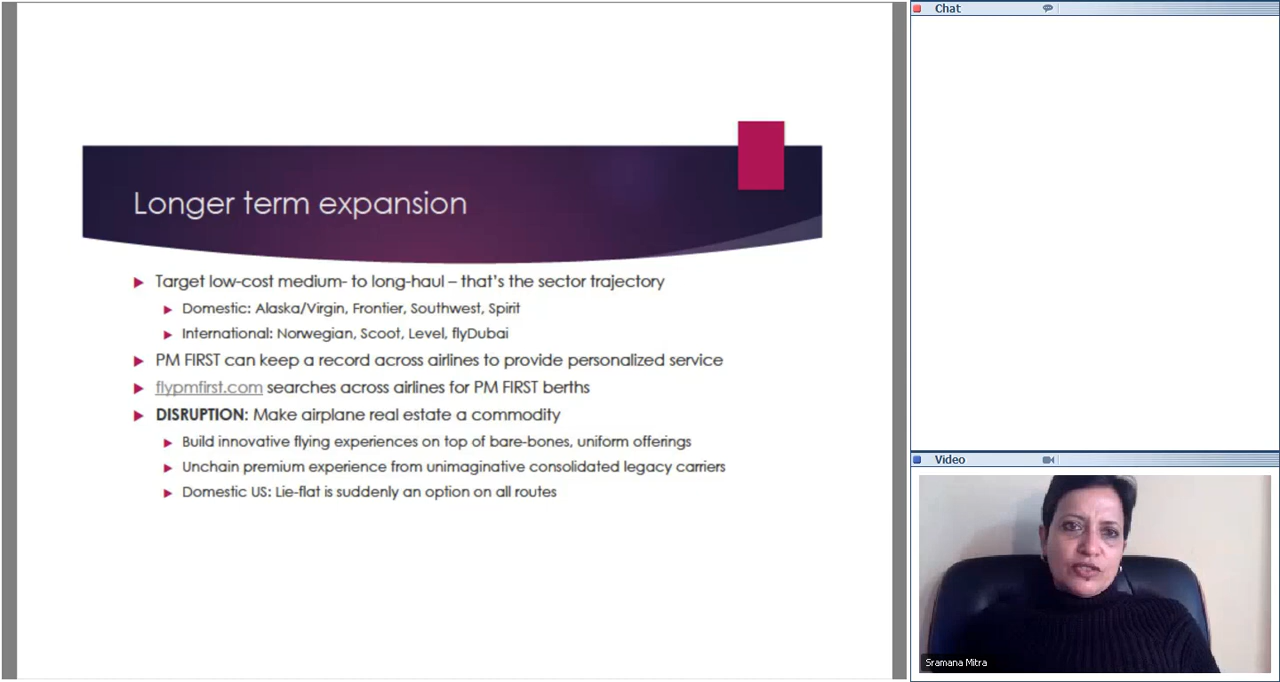 Longer term expansion
Target low-cost medium- to long-haul – that's the sector trajectory
Domestic: Alaska/Virgin, Frontier, Southwest, Spirit
International: Norwegian, Scoot, Level, flyDubai
PM FIRST can keep a record across airlines to provide personalized service
flypmfirst.com searches across airlines for PM FIRST berths
DISRUPTION: Make airplane real estate a commodity
Build innovative flying experiences on top of bare-bones, uniform offerings
Unchain premium experience from unimaginative consolidated legacy carriers
Domestic US: Lie-flat is suddenly an option on all routes
Chat
Video
Sramana Mitra